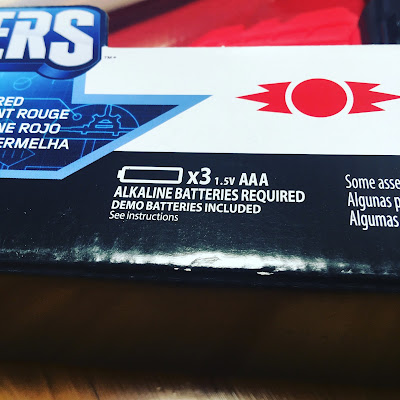 ERS
™
RED
NT ROUGE
NE ROJO
ERMELHA
x3 1.5V AAA
ALKALINE BATTERIES REQUIRED
DEMO BATTERIES INCLUDED
See instructions
Some asse
Algunas p
Algumas